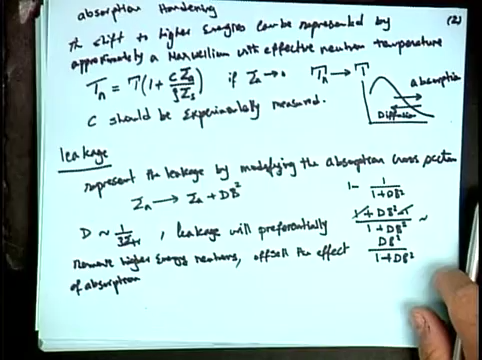 absorption Hardening
(2)
The shift to higher Energies can be represented by
approximately a Maxwellian with effective neutron temperature
Tn = T(1 + CΣa/ξΣs) if Σa → 0 Tn → T
absorption
Diffusion
C should be Experimentally measured.
leakage
represent the leakage by modifying the absorption cross section
Σa → Σa + DB²
1 - 1/(1+DB²)
D ~ 1/3Σtr , leakage will preferentially
(1+DB²-1)/(1+DB²) ~
remove higher Energy neutrons, offsett the effect
DB²/(1+DB²)
of absorption